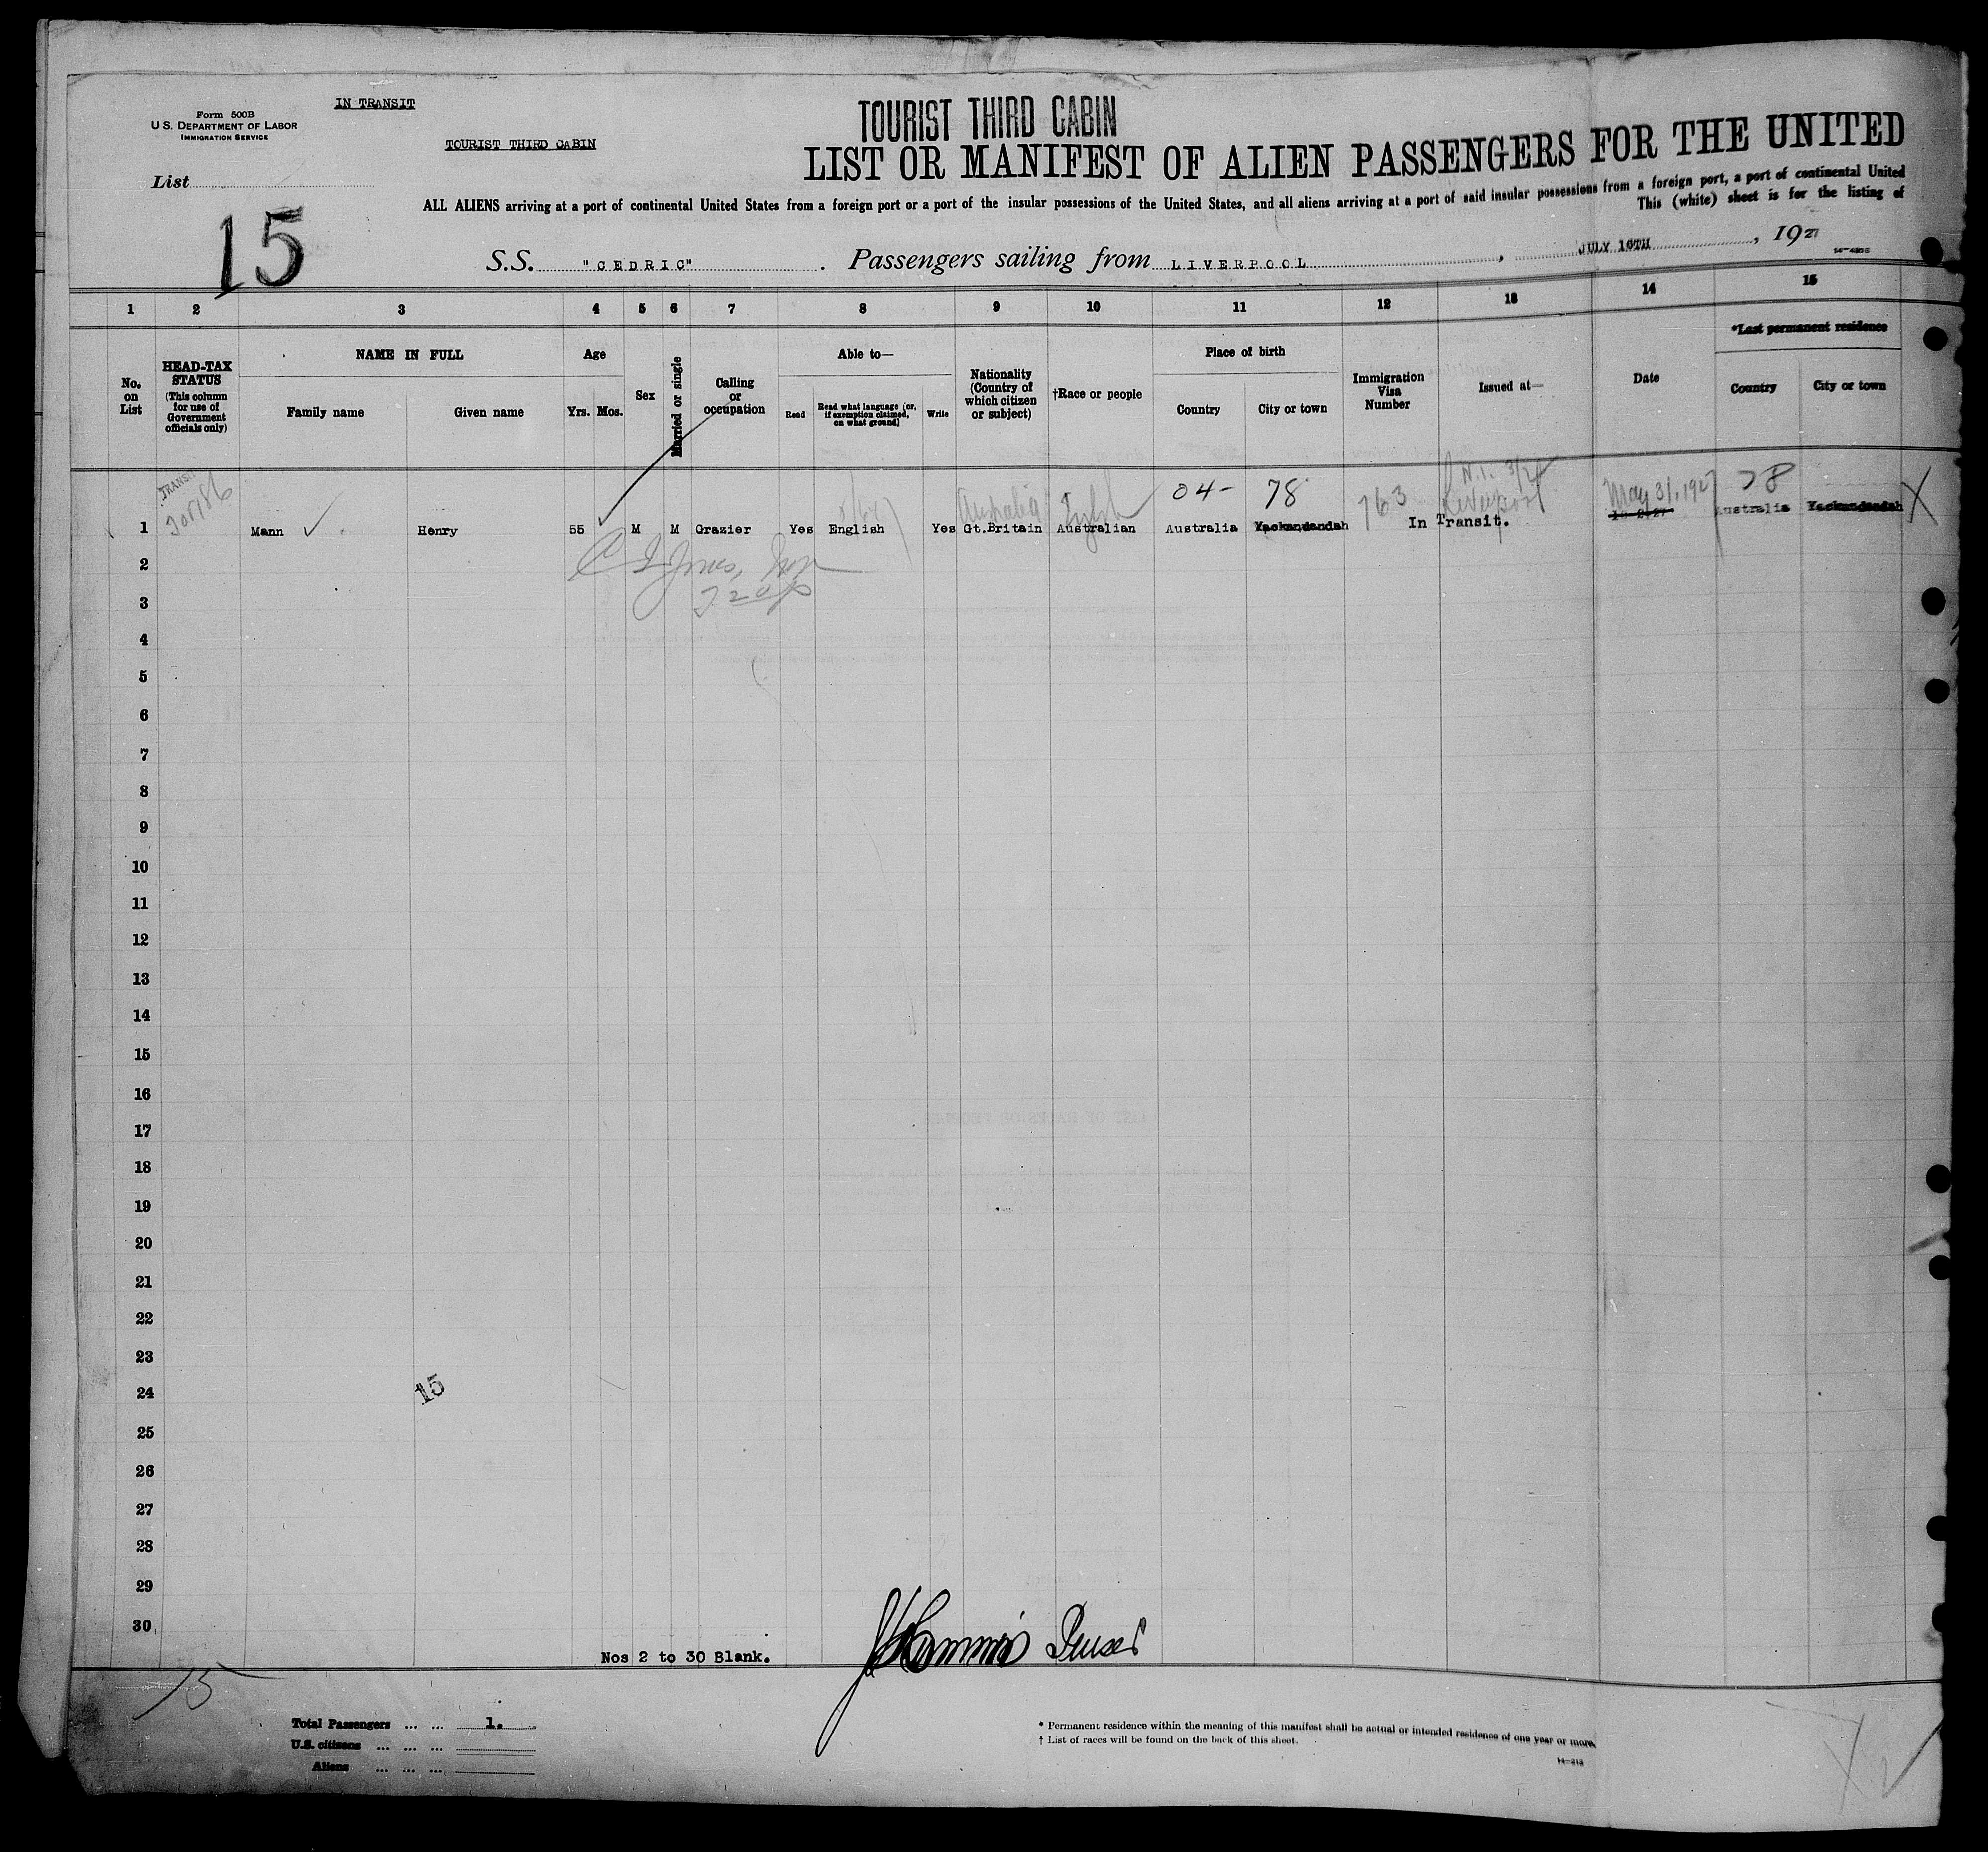 IN TRANSIT
Form 500B
U.S. DEPARTMENT OF LABOR
IMMIGRATION SERVICE
TOURIST THIRD CABIN
TOURIST THIRD CABIN
List
15
LIST OR MANIFEST OF ALIEN PASSENGERS FOR THE UNITED
ALL ALIENS arriving at a port of continental United States from a foreign port or a port of the insular possessions of the United States, and all aliens arriving at a port of said insular possessions from a foreign port, a port of continental United
This (white) sheet is for the listing of
S.S. "CEDRIC" . Passengers sailing from LIVERPOOL, JULY 16TH, 1927
1 2 3 4 5 6 7 8 9 10 11 12 13 14 15
No. on List
HEAD-TAX STATUS (This column for use of Government officials only)
NAME IN FULL
Family name Given name
Age
Yrs. Mos.
Sex
Married or single
Calling or occupation
Able to—
Read
Read what language (or, if exemption claimed, on what ground)
Write
Nationality (Country of which citizen or subject)
†Race or people
Place of birth
Country City or town
Immigration Visa Number
Issued at—
Date
*Last permanent residence
Country City or town
TRANSIT
04- 78 763 Liverpool May 31, 1927 78
Australia English
1 Mann Henry 55 M M Grazier Yes English Yes Gt.Britain Australian Australia Yackandandah In Transit. Australia Yackandandah
2
3
4
5
6
7
8
9
10
11
12
13
14
15
16
17
18
19
20
21
22
23
24
15
25
26
27
28
29
30
Nos 2 to 30 Blank.
Purser
15
Total Passengers ... ... 1.
U.S. citizens ... ... ...
Aliens ... ... ...
* Permanent residence within the meaning of this manifest shall be actual or intended residence of one year or more.
† List of races will be found on the back of this sheet.
14-213